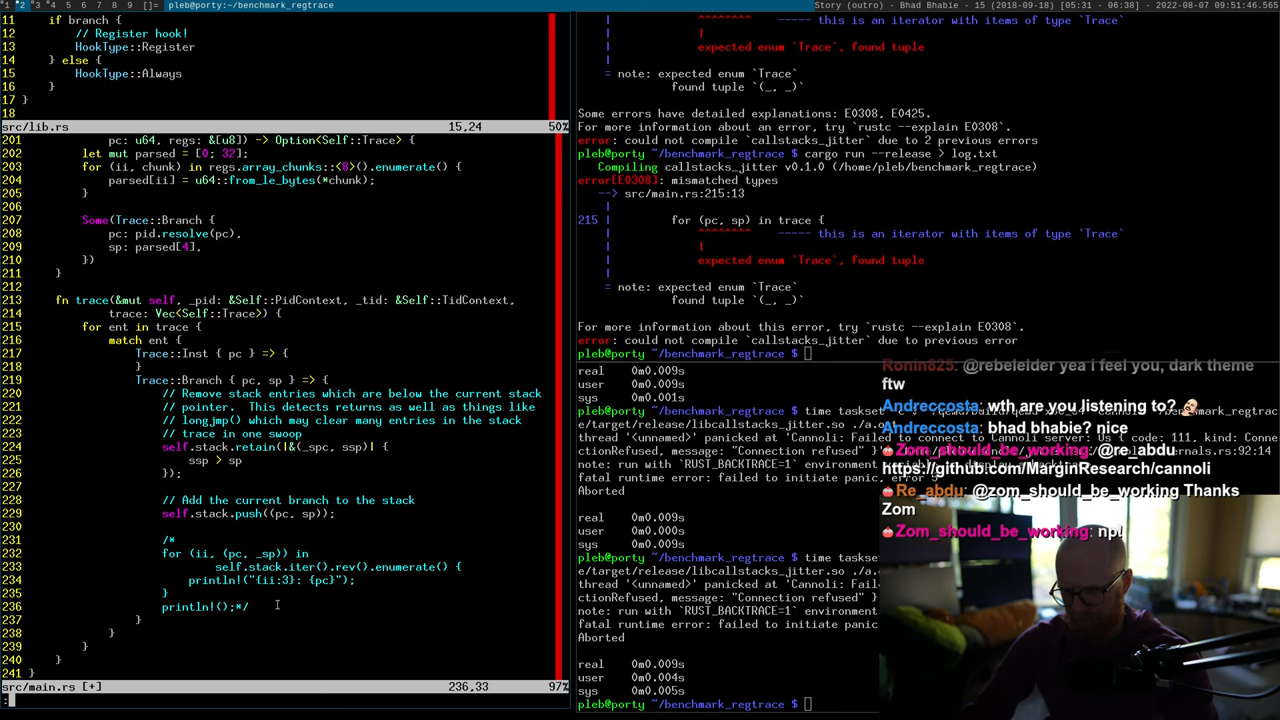 1 2 3 4 5 6 7 8 9 []= pleb@porty:~/benchmark_regtrace
Story (outro) - Bhad Bhabie - 15 (2018-09-18) [05:31 - 06:38] - 2022-08-07 09:51:46.565
11 if branch {
12 // Register hook!
13 HookType::Register
14 } else {
15 HookType::Always
16 }
17 }
18
src/lib.rs 15,24 50%
201 pc: u64, regs: &[u8]) -> Option<Self::Trace> {
202 let mut parsed = [0; 32];
203 for (ii, chunk) in regs.array_chunks::<8>().enumerate() {
204 parsed[ii] = u64::from_le_bytes(*chunk);
205 }
206
207 Some(Trace::Branch {
208 pc: pid.resolve(pc),
209 sp: parsed[4],
210 })
211 }
212
213 fn trace(&mut self, _pid: &Self::PidContext, _tid: &Self::TidContext,
214 trace: Vec<Self::Trace>) {
215 for ent in trace {
216 match ent {
217 Trace::Inst { pc } => {
218 }
219 Trace::Branch { pc, sp } => {
220 // Remove stack entries which are below the current stack
221 // pointer. This detects returns as well as things like
222 // longjmp() which may clear many entries in the stack
223 // trace in one swoop
224 self.stack.retain(|&(_spc, ssp)| {
225 ssp > sp
226 });
227
228 // Add the current branch to the stack
229 self.stack.push((pc, sp));
230
231 /*
232 for (ii, (pc, _sp)) in
233 self.stack.iter().rev().enumerate() {
234 println!("{ii:3}: {pc}");
235 }
236 println!();*/
237 }
238 }
239 }
240 }
241 }
src/main.rs [+] 236,33 97%
:
| ^^^^^^^^ ----- this is an iterator with items of type `Trace`
| |
| expected enum `Trace`, found tuple
|
= note: expected enum `Trace`
found tuple `(_, _)`
Some errors have detailed explanations: E0308, E0425.
For more information about an error, try `rustc --explain E0308`.
error: could not compile `callstacks_jitter` due to 2 previous errors
pleb@porty ~/benchmark_regtrace $ cargo run --release > log.txt
Compiling callstacks_jitter v0.1.0 (/home/pleb/benchmark_regtrace)
error[E0308]: mismatched types
--> src/main.rs:215:13
|
215 | for (pc, sp) in trace {
| ^^^^^^^^ ----- this is an iterator with items of type `Trace`
| |
| expected enum `Trace`, found tuple
|
= note: expected enum `Trace`
found tuple `(_, _)`
For more information about this error, try `rustc --explain E0308`.
error: could not compile `callstacks_jitter` due to previous error
pleb@porty ~/benchmark_regtrace $
real 0m0.009s
user 0m0.009s
sys 0m0.001s
pleb@porty ~/benchmark_regtrace $ time taskset
e/target/release/libcallstacks_jitter.so ./a.out
thread '<unnamed>' panicked at 'Cannoli: Failed to connect to Cannoli server: Os { code: 111, kind: Conne
ctionRefused, message: "Connection refused" }'
note: run with `RUST_BACKTRACE=1` environment
fatal runtime error: failed to initiate panic, error 5
Aborted
real 0m0.009s
user 0m0.000s
sys 0m0.009s
pleb@porty ~/benchmark_regtrace $ time taskse
e/target/release/libcallstacks_jitter.so ./a.o
thread '<unnamed>' panicked at 'Cannoli: Faile
ctionRefused, message: "Connection refused" }'
note: run with `RUST_BACKTRACE=1` environment
fatal runtime error: failed to initiate panic
Aborted
real 0m0.009s
user 0m0.004s
sys 0m0.005s
pleb@porty ~/benchmark_regtrace $
Ronin825: @rebelelder yea i feel you, dark theme
ftw
Andreccosta: wth are you listening to?
Andreccosta: bhad bhabie? nice
Zom_should_be_working: @re_abdu
https://github.com/MarginResearch/cannoli
Re_abdu: @zom_should_be_working Thanks
Zom
Zom_should_be_working: np!